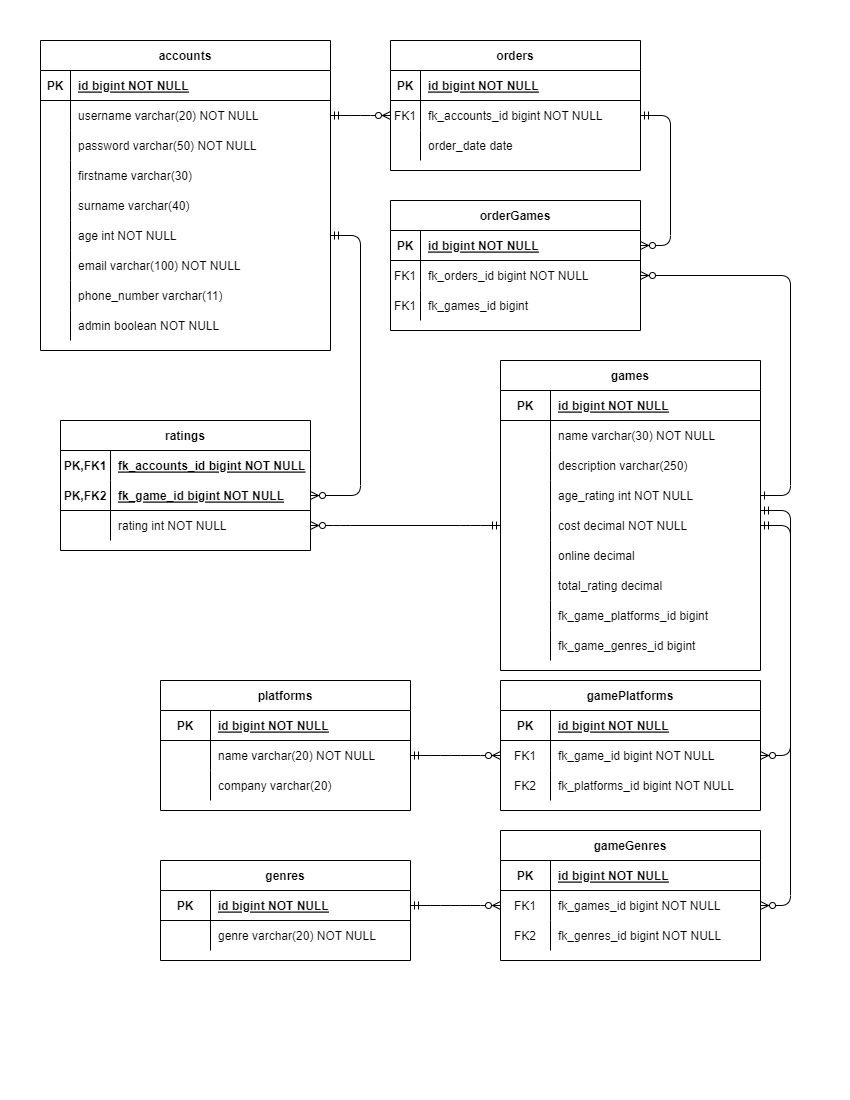 accounts
PK id bigint NOT NULL
username varchar(20) NOT NULL
password varchar(50) NOT NULL
firstname varchar(30)
surname varchar(40)
age int NOT NULL
email varchar(100) NOT NULL
phone_number varchar(11)
admin boolean NOT NULL
orders
PK id bigint NOT NULL
FK1 fk_accounts_id bigint NOT NULL
order_date date
orderGames
PK id bigint NOT NULL
FK1 fk_orders_id bigint NOT NULL
FK1 fk_games_id bigint
games
PK id bigint NOT NULL
name varchar(30) NOT NULL
description varchar(250)
age_rating int NOT NULL
cost decimal NOT NULL
online decimal
total_rating decimal
fk_game_platforms_id bigint
fk_game_genres_id bigint
ratings
PK,FK1 fk_accounts_id bigint NOT NULL
PK,FK2 fk_game_id bigint NOT NULL
rating int NOT NULL
platforms
PK id bigint NOT NULL
name varchar(20) NOT NULL
company varchar(20)
gamePlatforms
PK id bigint NOT NULL
FK1 fk_game_id bigint NOT NULL
FK2 fk_platforms_id bigint NOT NULL
genres
PK id bigint NOT NULL
genre varchar(20) NOT NULL
gameGenres
PK id bigint NOT NULL
FK1 fk_games_id bigint NOT NULL
FK2 fk_genres_id bigint NOT NULL